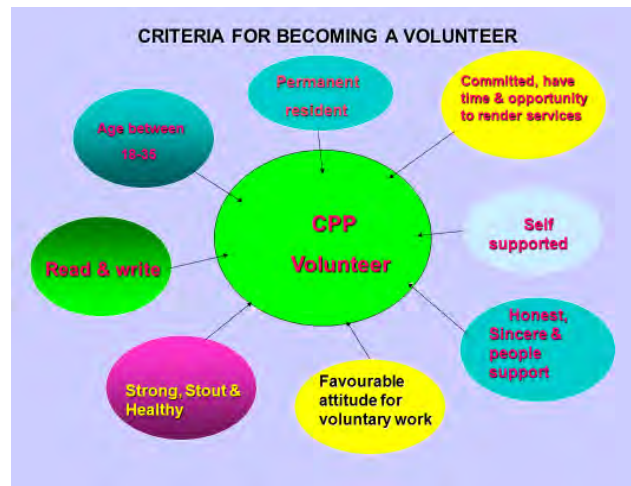 CRITERIA FOR BECOMING A VOLUNTEER
Permanent
resident
Committed, have
time & opportunity
to render services
Age between
18-35
CPP
Volunteer
Self
supported
Read & write
Honest,
Sincere &
people
support
Strong, Stout &
Healthy
Favourable
attitude for
voluntary work